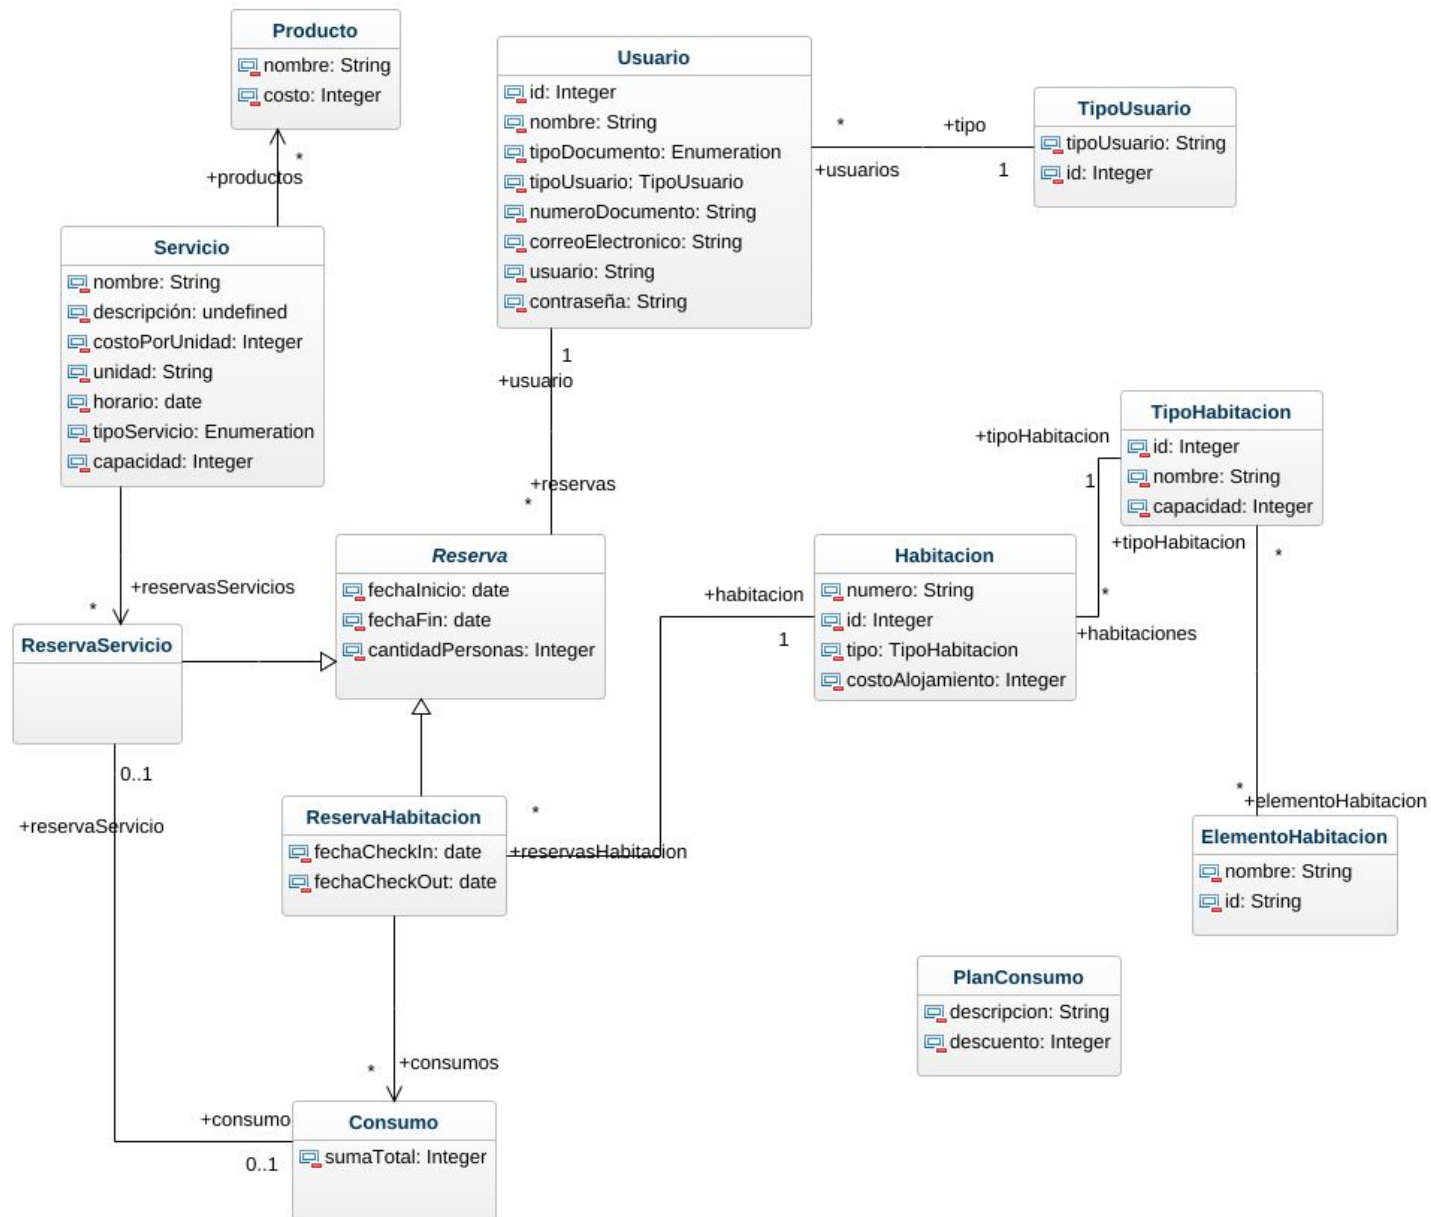 Producto
nombre: String
costo: Integer
*
+productos
Usuario
id: Integer
nombre: String
tipoDocumento: Enumeration
tipoUsuario: TipoUsuario
numeroDocumento: String
correoElectronico: String
usuario: String
contraseña: String
*
+tipo
+usuarios
1
TipoUsuario
tipoUsuario: String
id: Integer
Servicio
nombre: String
descripción: undefined
costoPorUnidad: Integer
unidad: String
horario: date
tipoServicio: Enumeration
capacidad: Integer
1
+usuario
+reservas
*
TipoHabitacion
id: Integer
nombre: String
capacidad: Integer
+tipoHabitacion
1
+tipoHabitacion
*
Reserva
fechaInicio: date
fechaFin: date
cantidadPersonas: Integer
Habitacion
numero: String
id: Integer
tipo: TipoHabitacion
costoAlojamiento: Integer
*
+habitaciones
+habitacion
1
+reservasServicios
*
ReservaServicio
0..1
+reservaServicio
ReservaHabitacion
fechaCheckIn: date
fechaCheckOut: date
*
+reservasHabitacion
*
+elementoHabitacion
ElementoHabitacion
nombre: String
id: String
PlanConsumo
descripcion: String
descuento: Integer
*
+consumos
+consumo
0..1
Consumo
sumaTotal: Integer